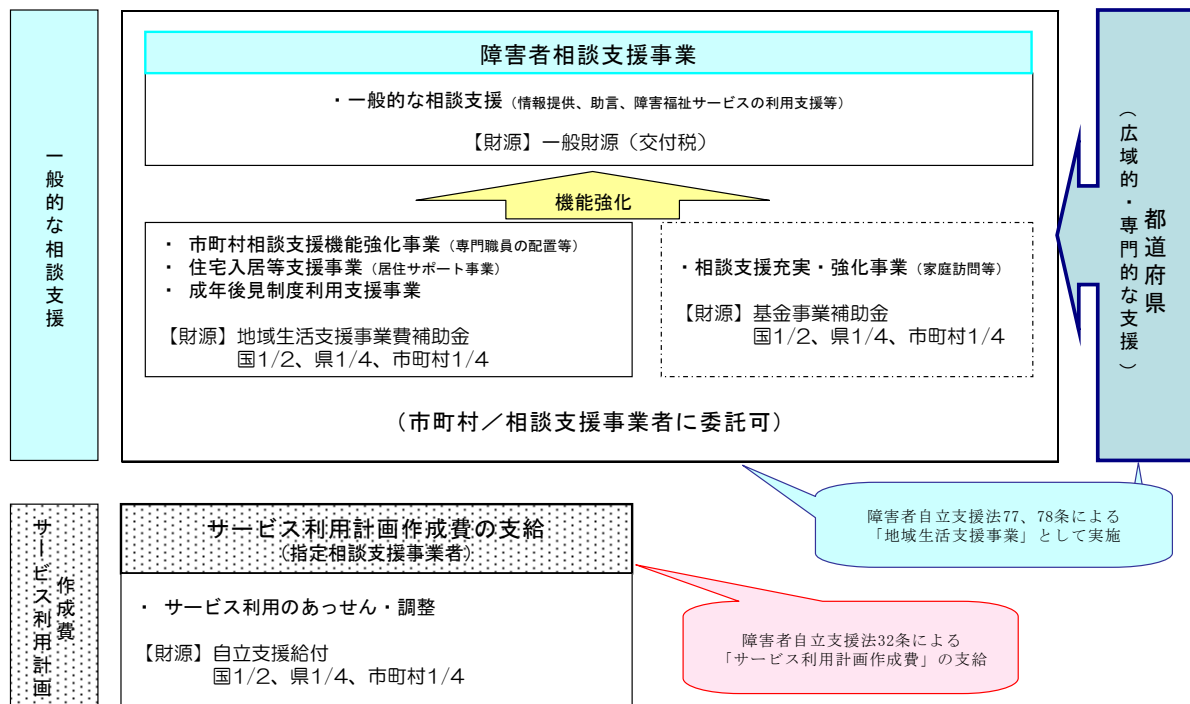 一般的な相談支援
障害者相談支援事業
・一般的な相談支援（情報提供、助言、障害福祉サービスの利用支援等）
【財源】一般財源（交付税）
機能強化
・ 市町村相談支援機能強化事業（専門職員の配置等）
・ 住宅入居等支援事業（居住サポート事業）
・ 成年後見制度利用支援事業
【財源】地域生活支援事業費補助金
国1/2、県1/4、市町村1/4
・相談支援充実・強化事業（家庭訪問等）
【財源】基金事業補助金
国1/2、県1/4、市町村1/4
（市町村／相談支援事業者に委託可）
都道府県
（広域的・専門的な支援）
障害者自立支援法77、78条による
「地域生活支援事業」として実施
サービス利用計画
作成費
サービス利用計画作成費の支給
（指定相談支援事業者）
・ サービス利用のあっせん・調整
【財源】自立支援給付
国1/2、県1/4、市町村1/4
障害者自立支援法32条による
「サービス利用計画作成費」の支給